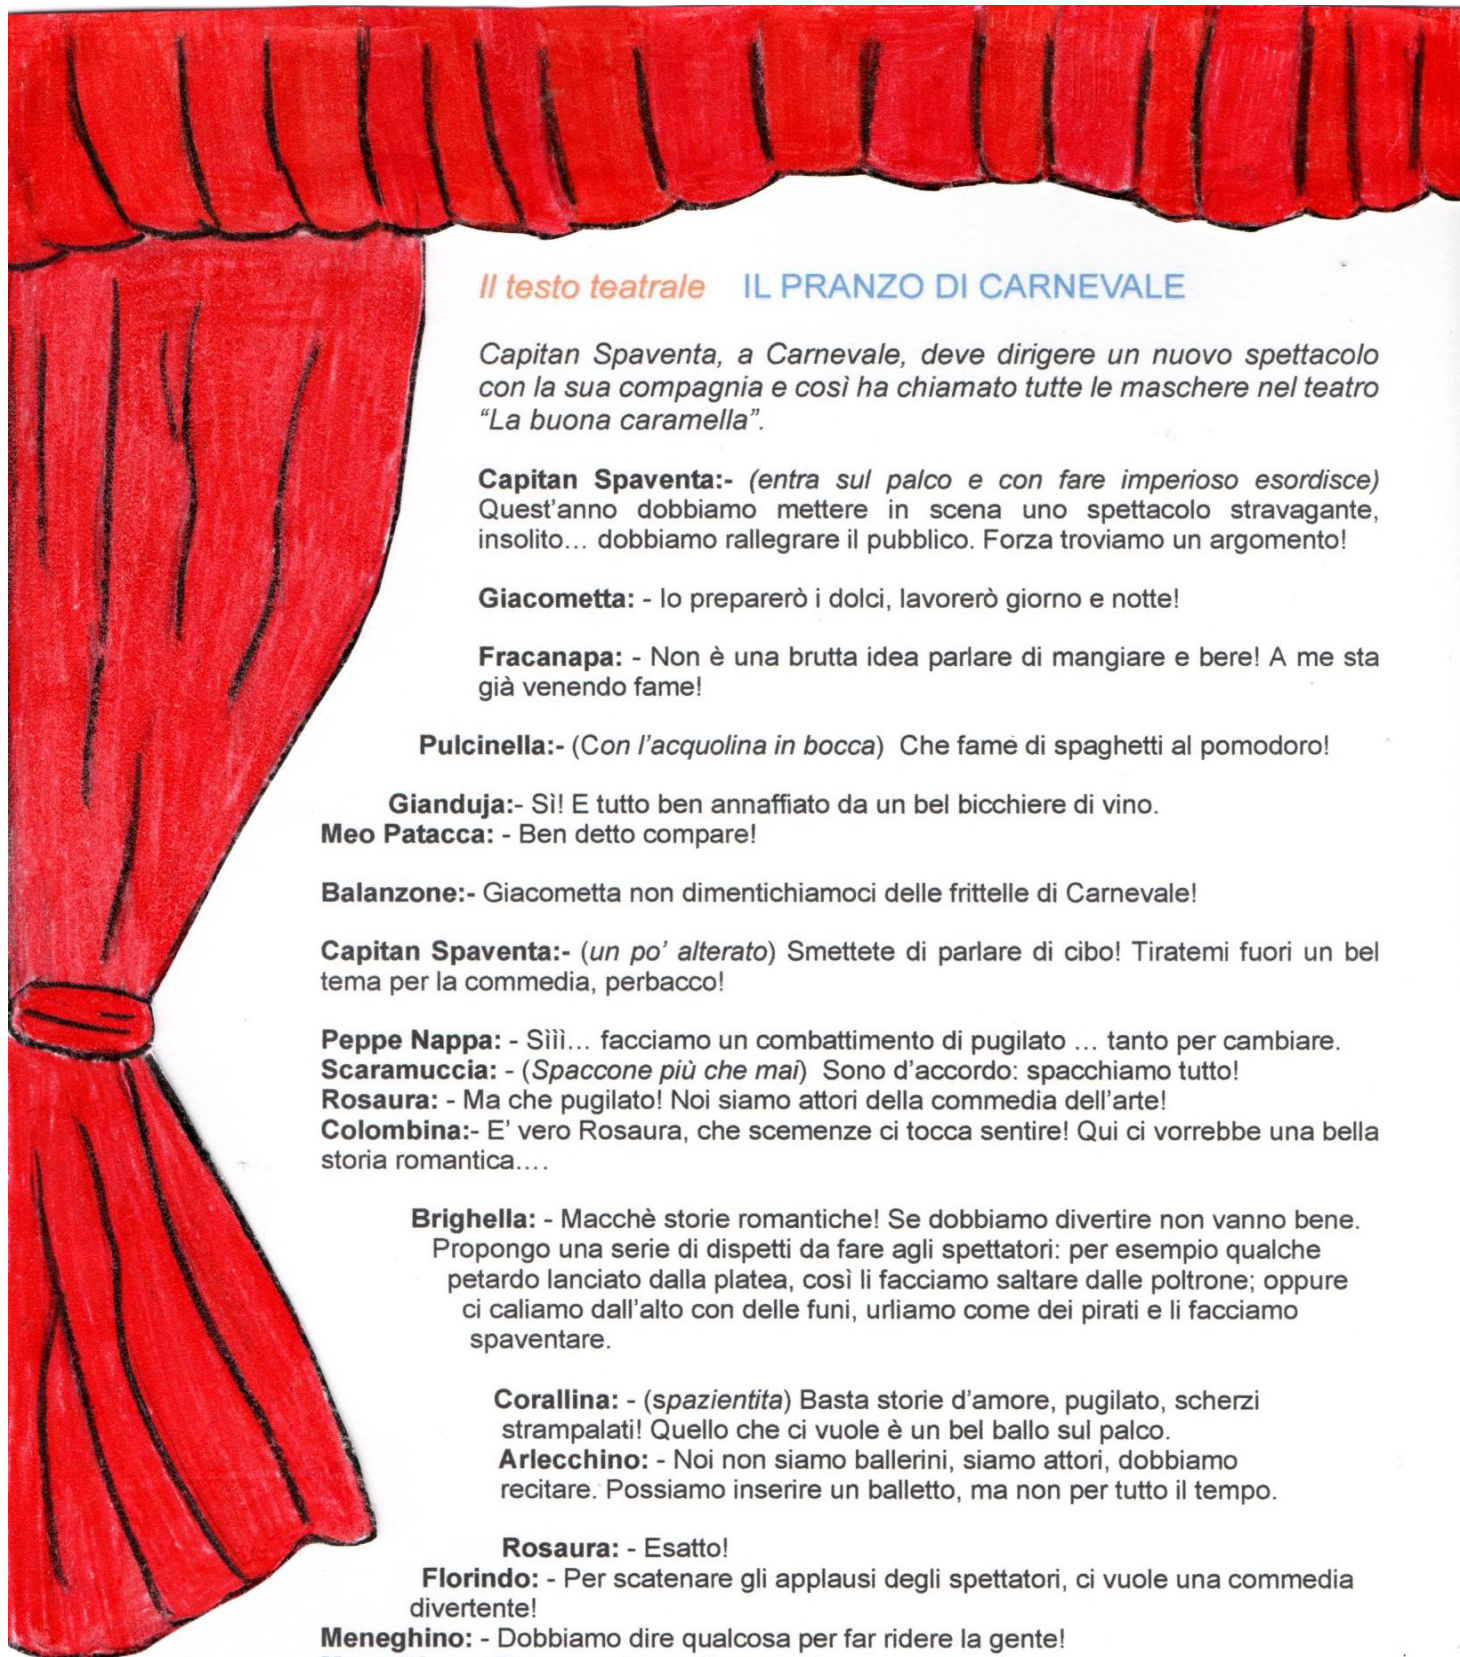 Il testo teatrale IL PRANZO DI CARNEVALE
Capitan Spaventa, a Carnevale, deve dirigere un nuovo spettacolo
con la sua compagnia e così ha chiamato tutte le maschere nel teatro
“La buona caramella”.
Capitan Spaventa:- (entra sul palco e con fare imperioso esordisce)
Quest’anno dobbiamo mettere in scena uno spettacolo stravagante,
insolito… dobbiamo rallegrare il pubblico. Forza troviamo un argomento!
Giacometta: - Io preparerò i dolci, lavorerò giorno e notte!
Fracanapa: - Non è una brutta idea parlare di mangiare e bere! A me sta
già venendo fame!
Pulcinella:- (Con l’acquolina in bocca) Che fame di spaghetti al pomodoro!
Gianduja:- Sì! E tutto ben annaffiato da un bel bicchiere di vino.
Meo Patacca: - Ben detto compare!
Balanzone:- Giacometta non dimentichiamoci delle frittelle di Carnevale!
Capitan Spaventa:- (un po’ alterato) Smettete di parlare di cibo! Tiratemi fuori un bel
tema per la commedia, perbacco!
Peppe Nappa: - Sììì… facciamo un combattimento di pugilato … tanto per cambiare.
Scaramuccia: - (Spaccone più che mai) Sono d’accordo: spacchiamo tutto!
Rosaura: - Ma che pugilato! Noi siamo attori della commedia dell’arte!
Colombina:- E’ vero Rosaura, che scemenze ci tocca sentire! Qui ci vorrebbe una bella
storia romantica….
Brighella: - Macchè storie romantiche! Se dobbiamo divertire non vanno bene.
Propongo una serie di dispetti da fare agli spettatori: per esempio qualche
petardo lanciato dalla platea, così li facciamo saltare dalle poltrone; oppure
ci caliamo dall’alto con delle funi, urliamo come dei pirati e li facciamo
spaventare.
Corallina: - (spazientita) Basta storie d’amore, pugilato, scherzi
strampalati! Quello che ci vuole è un bel ballo sul palco.
Arlecchino: - Noi non siamo ballerini, siamo attori, dobbiamo
recitare. Possiamo inserire un balletto, ma non per tutto il tempo.
Rosaura: - Esatto!
Florindo: - Per scatenare gli applausi degli spettatori, ci vuole una commedia
divertente!
Meneghino: - Dobbiamo dire qualcosa per far ridere la gente!